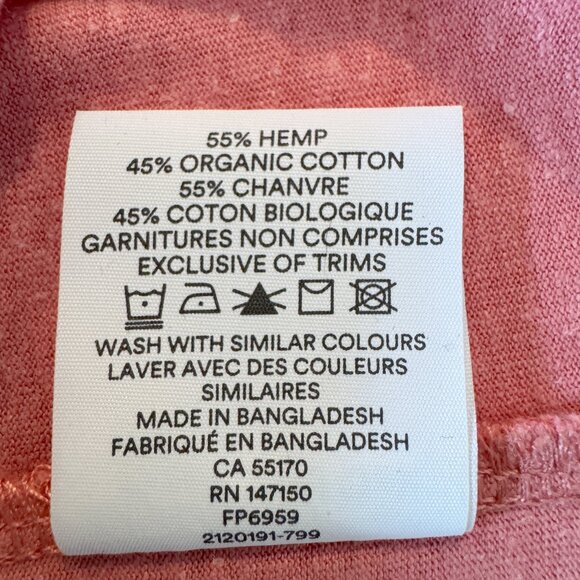 55% HEMP
45% ORGANIC COTTON
55% CHANVRE
45% COTON BIOLOGIQUE
GARNITURES NON COMPRISES
EXCLUSIVE OF TRIMS
WASH WITH SIMILAR COLOURS
LAVER AVEC DES COULEURS
SIMILAIRES
MADE IN BANGLADESH
FABRIQUÉ EN BANGLADESH
CA 55170
RN 147150
FP6959
2120191-799